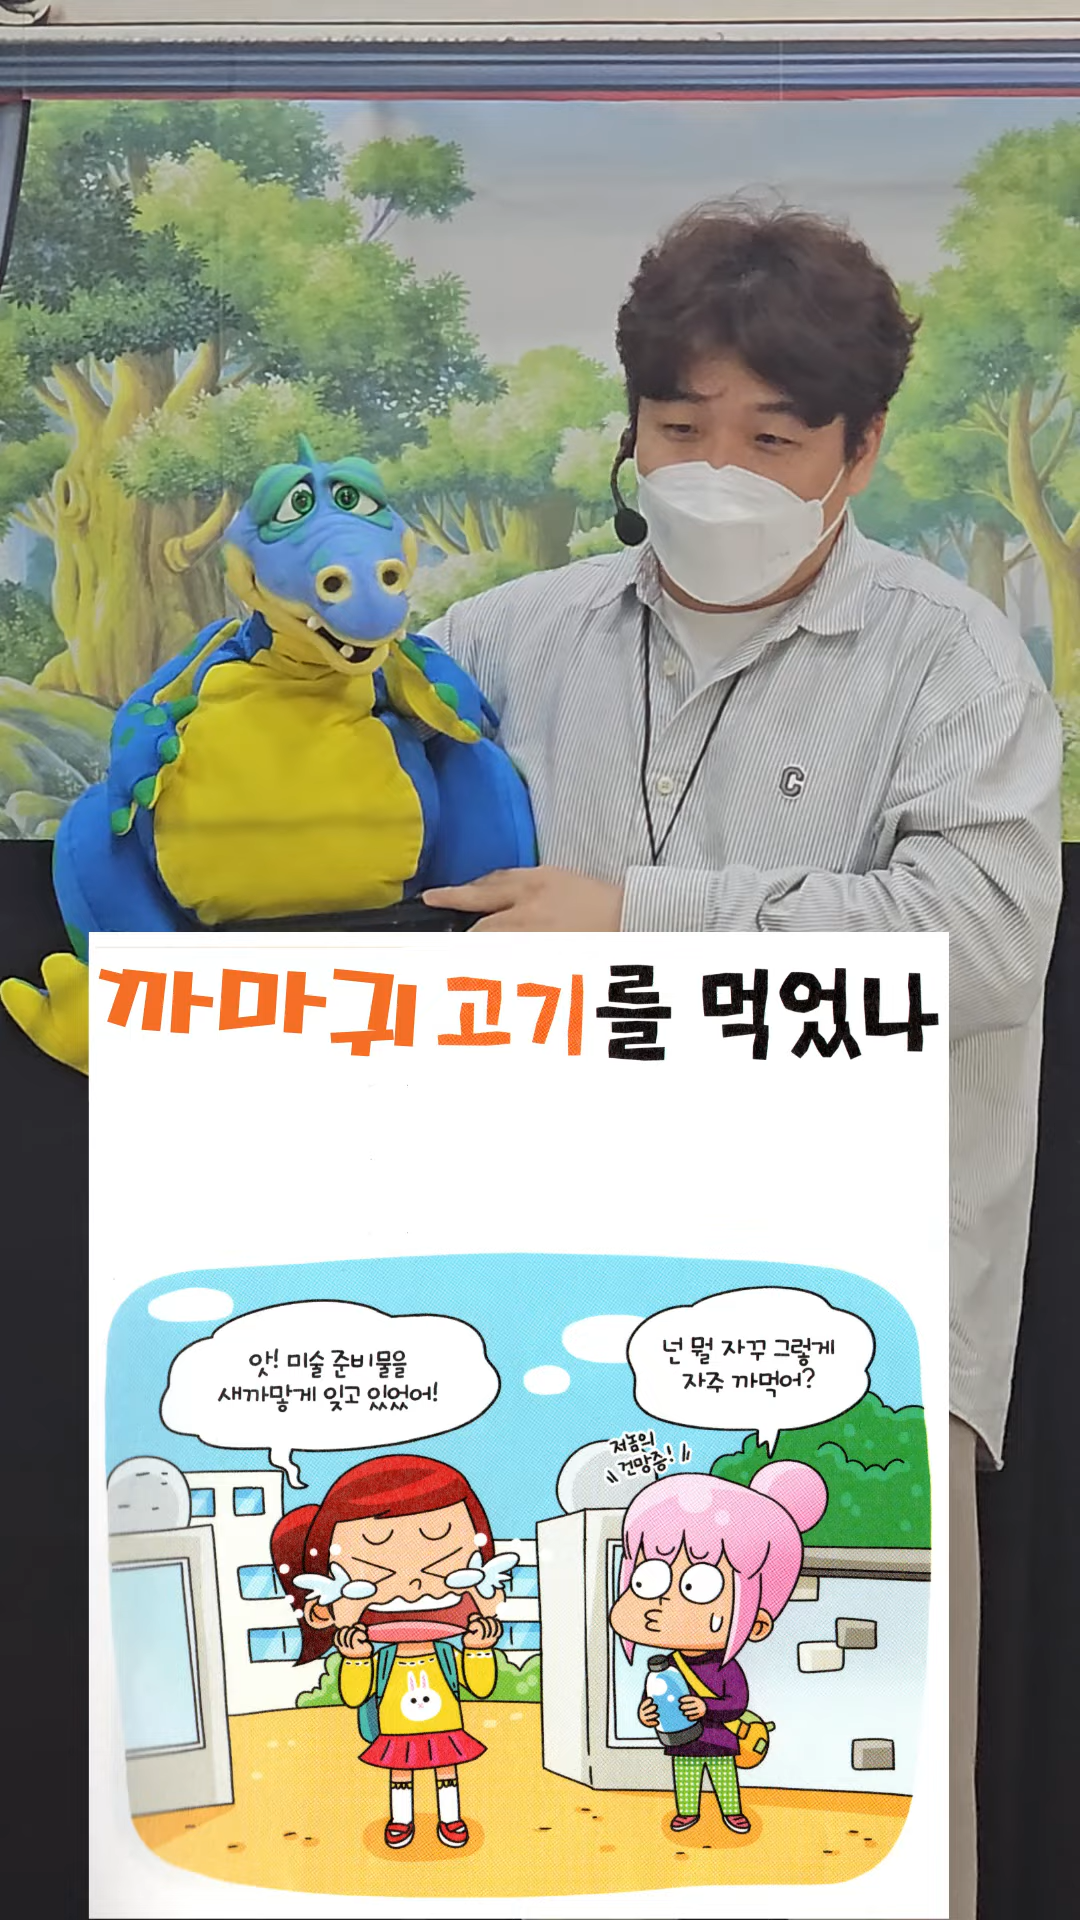 C
까마귀 고기를 먹었나
앗! 미술 준비물을
새까맣게 잊고 있었어!
넌 뭘 자꾸 그렇게
자주 까먹어?
저놈의
건망증!